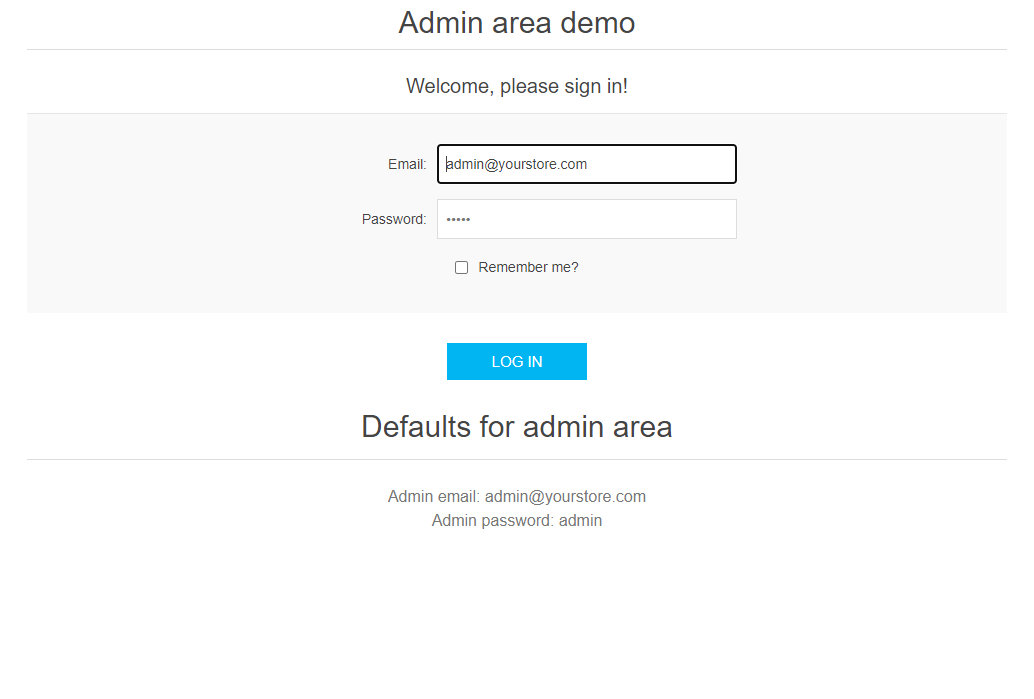 Admin area demo
Welcome, please sign in!
Email: admin@yourstore.com
Password: •••••
Remember me?
LOG IN
Defaults for admin area
Admin email: admin@yourstore.com
Admin password: admin